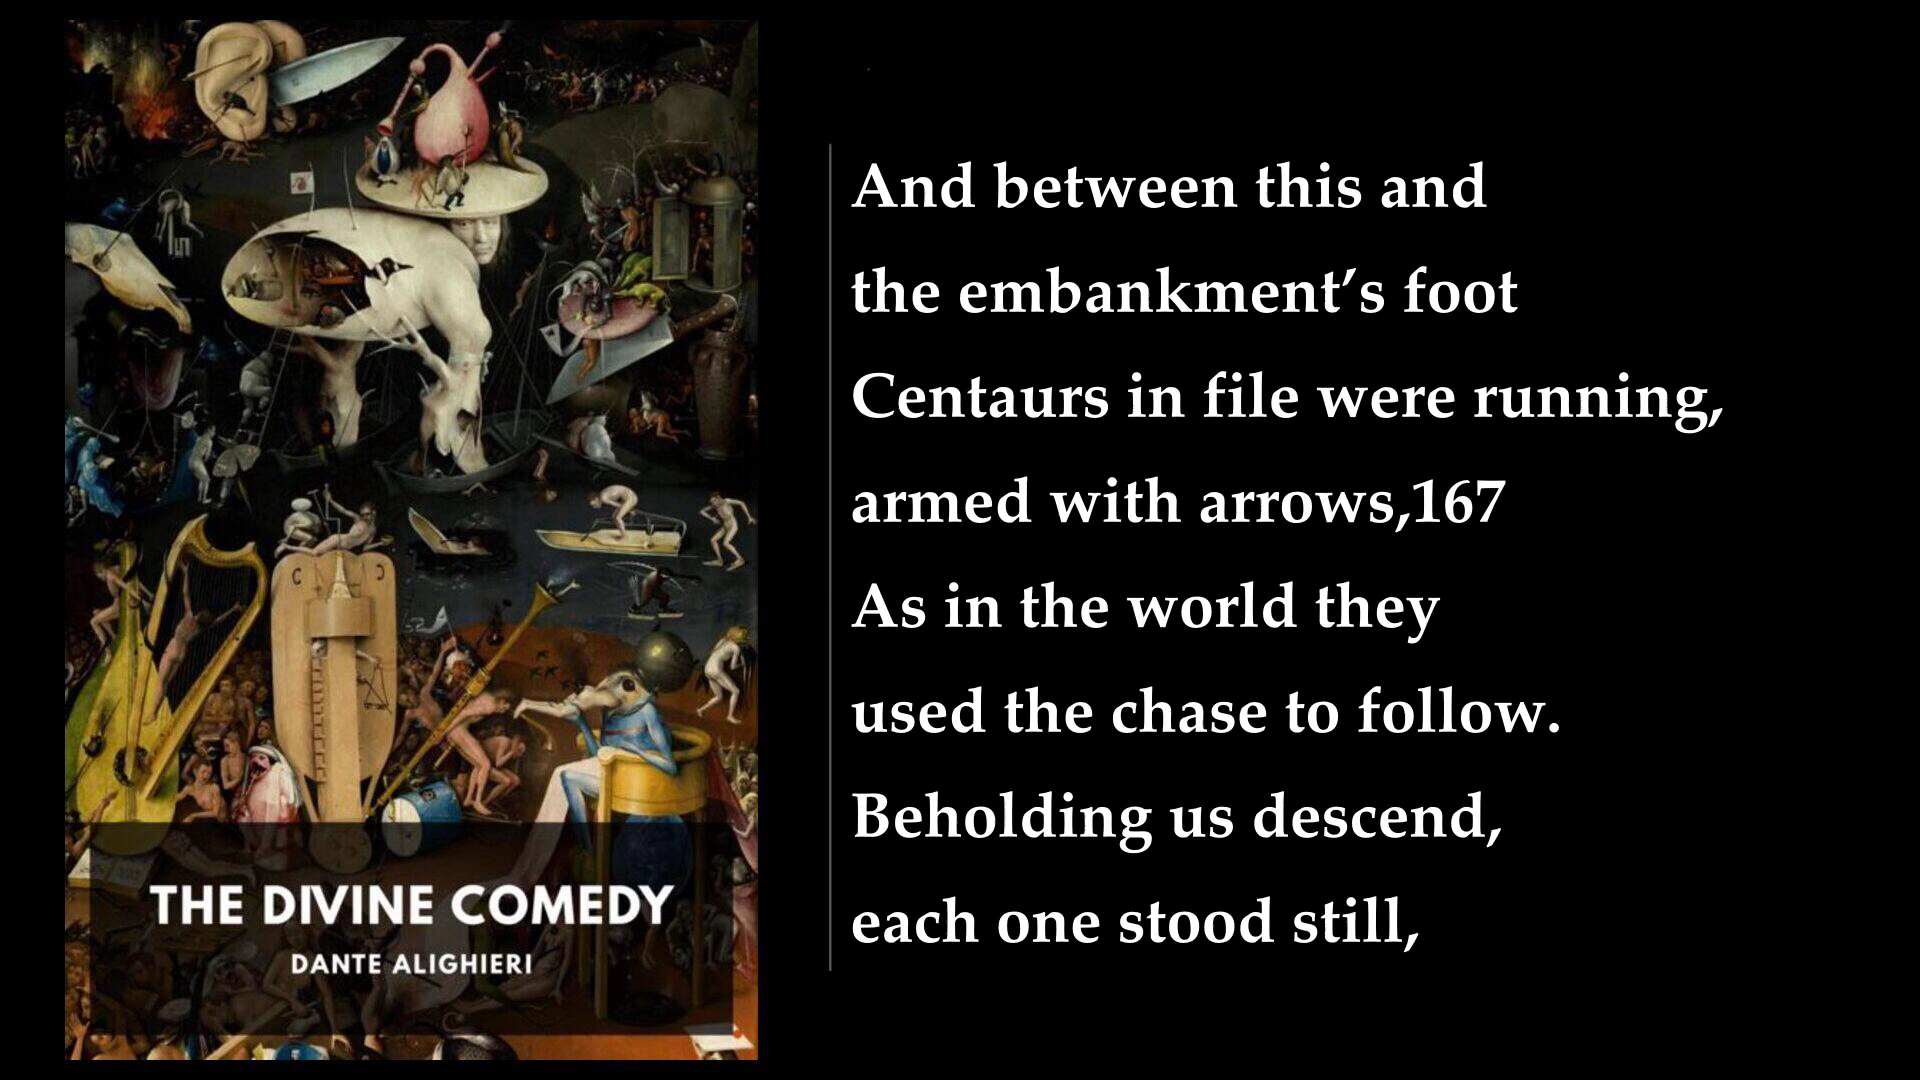 THE DIVINE COMEDY
DANTE ALIGHIERI
And between this and
the embankment’s foot
Centaurs in file were running,
armed with arrows,167
As in the world they
used the chase to follow.
Beholding us descend,
each one stood still,